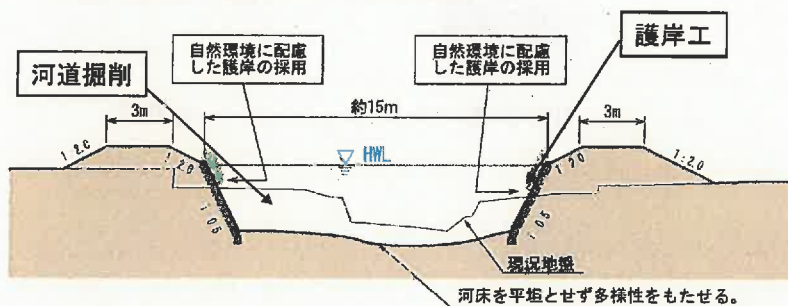 自然環境に配慮
した護岸の採用
自然環境に配慮
した護岸の採用
護岸工
河道掘削
3m
約15m
3m
1:2.0
1:2.0
HWL
1:2.0
1:2.0
1:0.5
1:0.5
現況地盤
河床を平坦とせず多様性をもたせる。